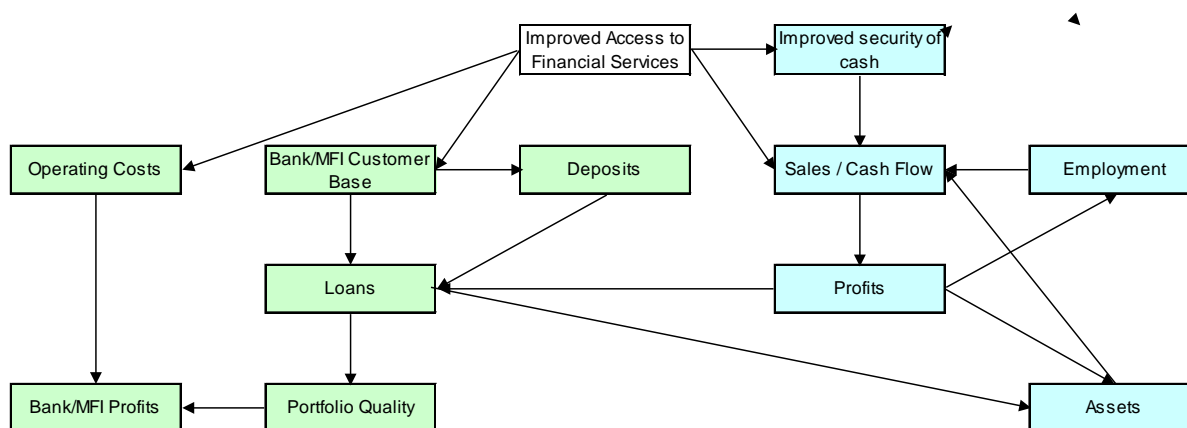 Improved Access to
Financial Services
Improved security of
cash
Operating Costs
Bank/MFI Customer
Base
Deposits
Sales / Cash Flow
Employment
Loans
Profits
Bank/MFI Profits
Portfolio Quality
Assets